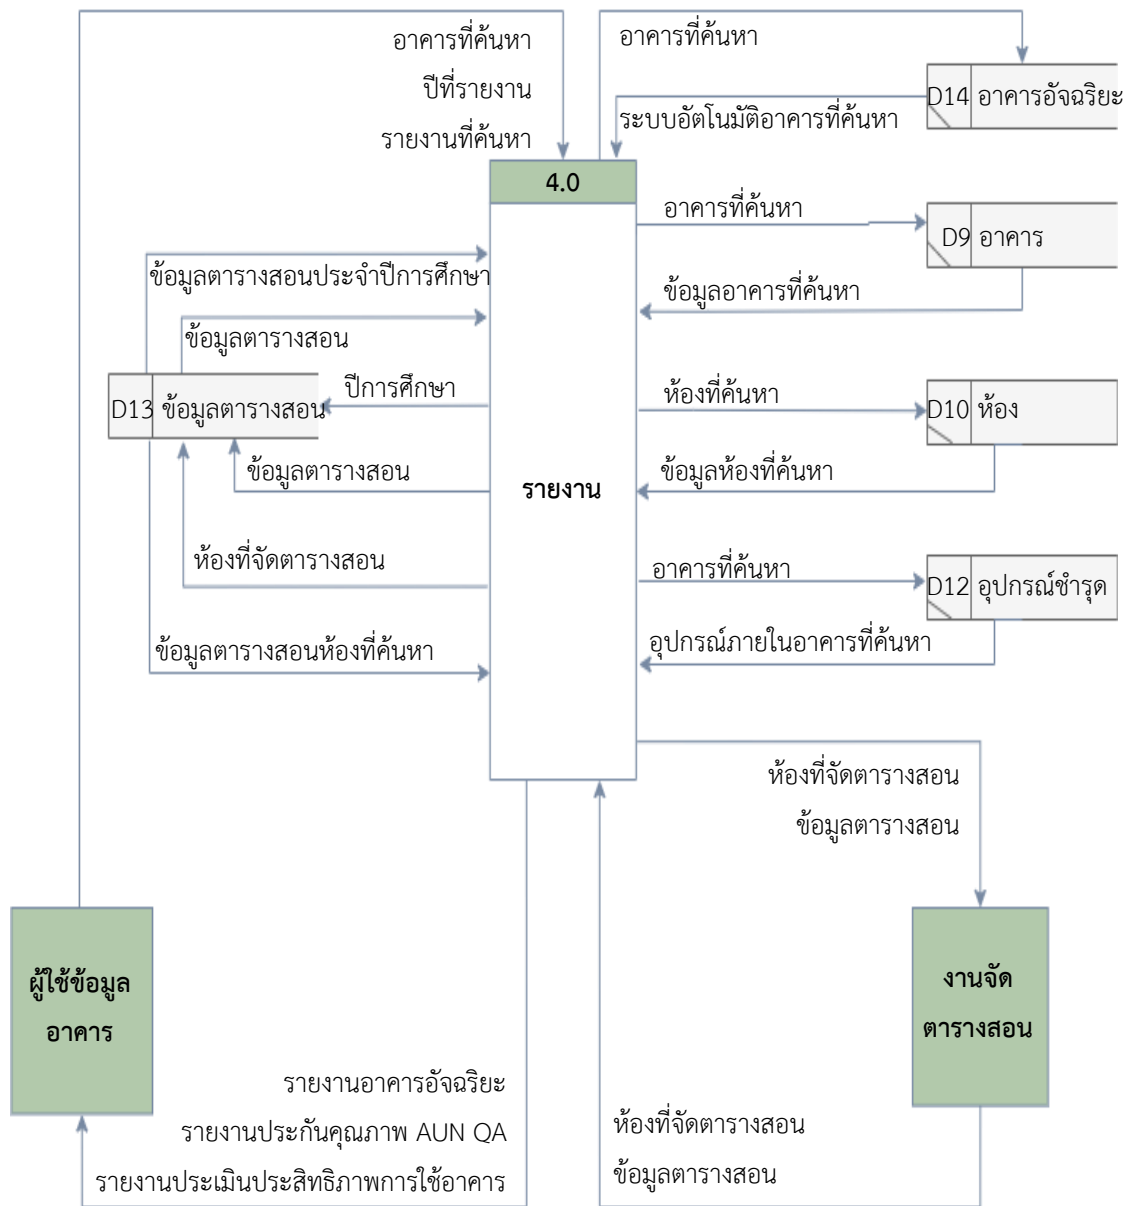 อาคารที่ค้นหา
ปีที่รายงาน
รายงานที่ค้นหา
อาคารที่ค้นหา
D14 อาคารอัจฉริยะ
ระบบอัตโนมัติอาคารที่ค้นหา
4.0
อาคารที่ค้นหา
D9 อาคาร
ข้อมูลตารางสอนประจำปีการศึกษา
ข้อมูลอาคารที่ค้นหา
ข้อมูลตารางสอน
ปีการศึกษา
D13 ข้อมูลตารางสอน
ห้องที่ค้นหา
D10 ห้อง
ข้อมูลตารางสอน
ข้อมูลห้องที่ค้นหา
รายงาน
ห้องที่จัดตารางสอน
อาคารที่ค้นหา
D12 อุปกรณ์ชำรุด
ข้อมูลตารางสอนห้องที่ค้นหา
อุปกรณ์ภายในอาคารที่ค้นหา
ห้องที่จัดตารางสอน
ข้อมูลตารางสอน
ผู้ใช้ข้อมูล
อาคาร
งานจัด
ตารางสอน
รายงานอาคารอัจฉริยะ
รายงานประกันคุณภาพ AUN QA
รายงานประเมินประสิทธิภาพการใช้อาคาร
ห้องที่จัดตารางสอน
ข้อมูลตารางสอน